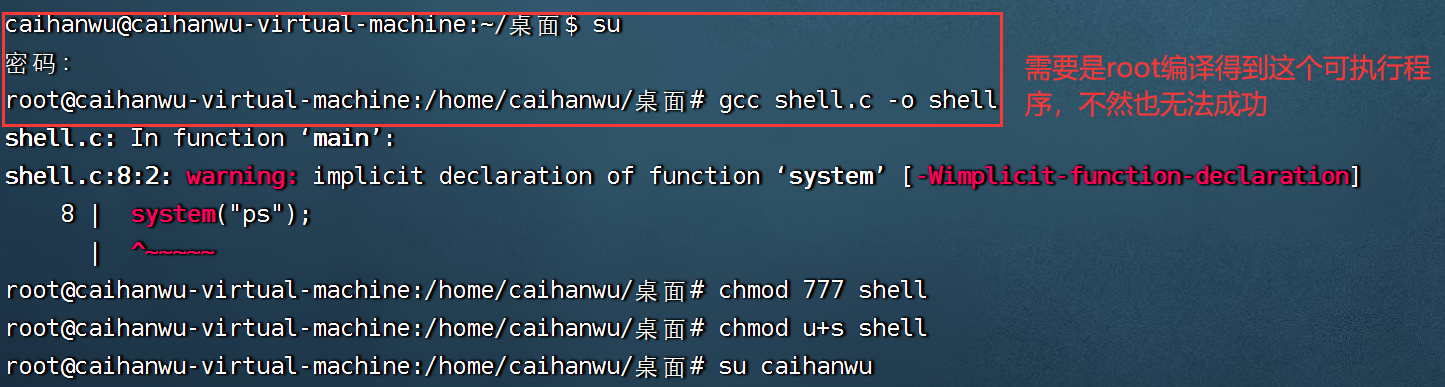 caihanwu@caihanwu-virtual-machine:~/桌面$ su
密码：
root@caihanwu-virtual-machine:/home/caihanwu/桌面# gcc shell.c -o shell
需要是root编译得到这个可执行程
序，不然也无法成功
shell.c: In function ‘main’:
shell.c:8:2: warning: implicit declaration of function ‘system’ [-Wimplicit-function-declaration]
    8 |  system("ps");
      |  ^~~~~~
root@caihanwu-virtual-machine:/home/caihanwu/桌面# chmod 777 shell
root@caihanwu-virtual-machine:/home/caihanwu/桌面# chmod u+s shell
root@caihanwu-virtual-machine:/home/caihanwu/桌面# su caihanwu